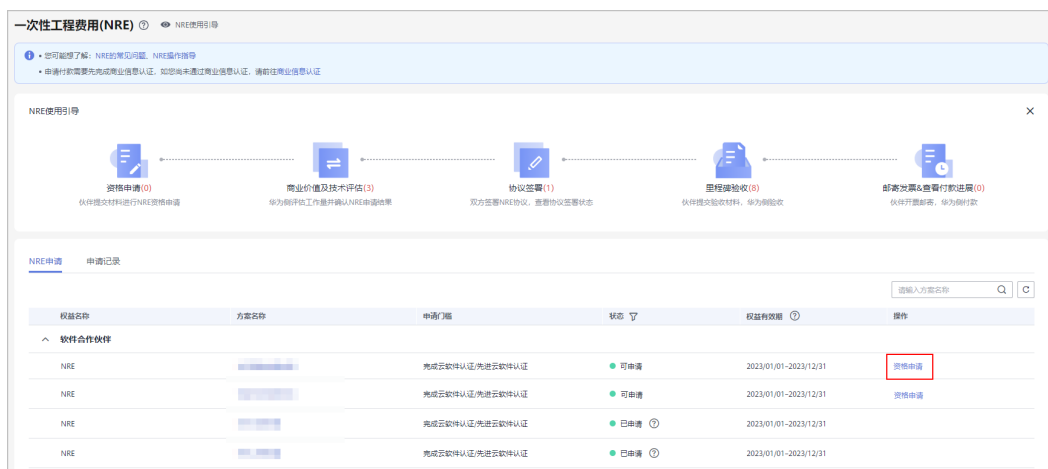 一次性工程费用(NRE) ? NRE使用引导
• 您可能想了解：NRE的常见问题、NRE操作指导
• 申请付款需要先完成商业信息认证，如您尚未通过商业信息认证，请前往商业信息认证
NRE使用引导
资格申请(0) 商业价值及技术评估(3) 协议签署(1) 里程碑验收(8) 邮寄发票&查看付款进展(0)
伙伴提交材料进行NRE资格申请 华为侧评估工作量并确认NRE申请结果 双方签署NRE协议，查看协议签署状态 伙伴提交验收材料，华为侧验收 伙伴开票邮寄，华为侧付款
NRE申请 申请记录
请输入方案名称
权益名称 方案名称 申请门槛 状态 权益有效期 ? 操作
软件合作伙伴
NRE 完成云软件认证/先进云软件认证 可申请 2023/01/01-2023/12/31 资格申请
NRE 完成云软件认证/先进云软件认证 可申请 2023/01/01-2023/12/31 资格申请
NRE 完成云软件认证/先进云软件认证 已申请 ? 2023/01/01-2023/12/31
NRE 完成云软件认证/先进云软件认证 已申请 ? 2023/01/01-2023/12/31